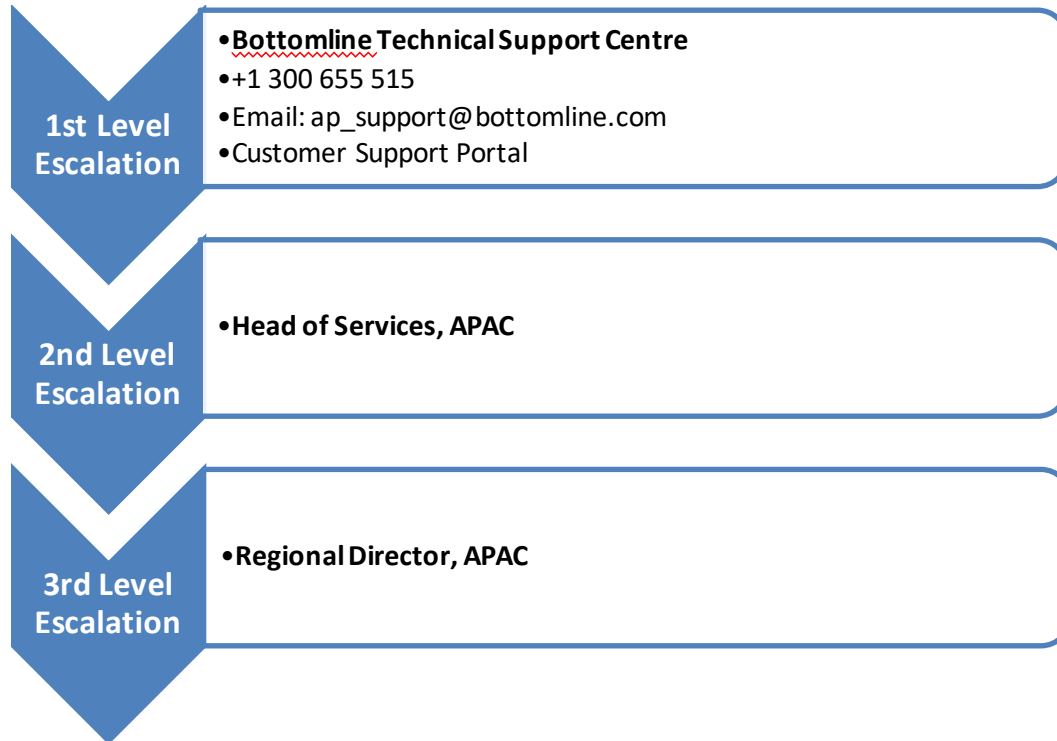 1st Level
Escalation
•Bottomline Technical Support Centre
•+1 300 655 515
•Email: ap_support@bottomline.com
•Customer Support Portal
2nd Level
Escalation
•Head of Services, APAC
3rd Level
Escalation
•Regional Director, APAC